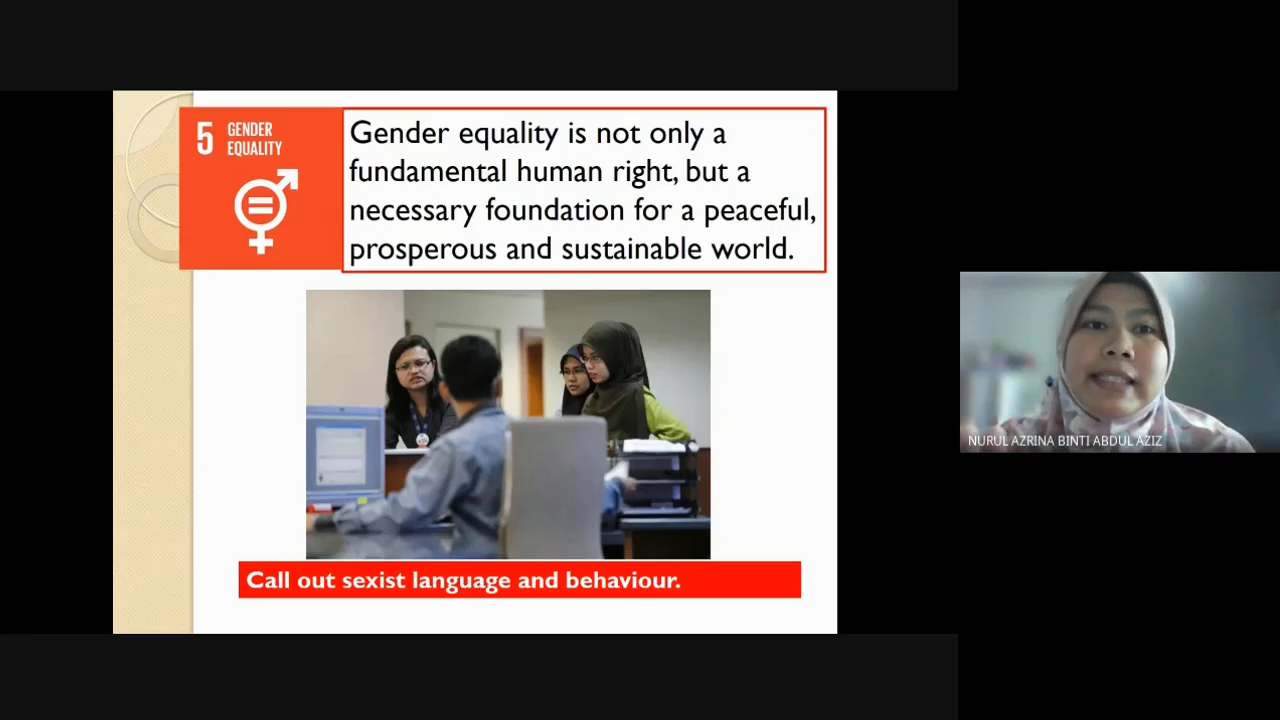 5 GENDER
EQUALITY
Gender equality is not only a
fundamental human right, but a
necessary foundation for a peaceful,
prosperous and sustainable world.
Call out sexist language and behaviour.
NURUL AZRINA BINTI ABDUL AZIZ